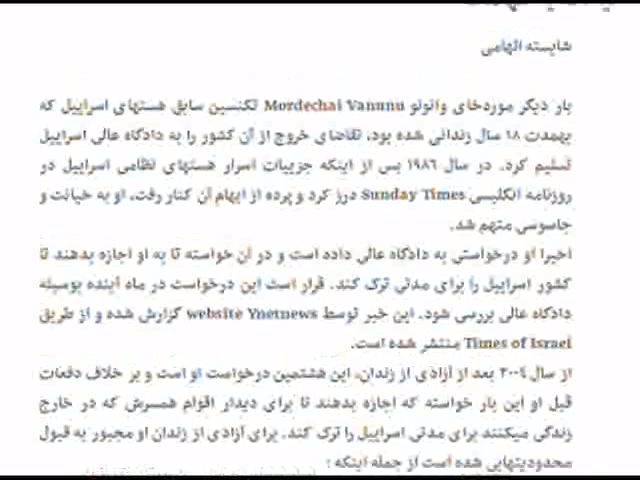 شایسته الهامی
بار دیگر موردخای وانونو Mordechai Vanunu تکنسین سابق هستهای اسراییل که
بهمدت ۱۸ سال زندانی شده بود، تقاضای خروج از آن کشور را به دادگاه عالی اسراییل
تسلیم کرد. در سال ۱۹۸۶ پس از اینکه جزییات اسرار هستهای نظامی اسراییل در
روزنامه انگلیسی Sunday Times درز کرد و پرده از ابهام آن کنار رفت، او به خیانت و
جاسوسی متهم شد.
اخیرا او درخواستی به دادگاه عالی داده است و در آن خواسته تا به او اجازه بدهند تا
کشور اسراییل را برای مدتی ترک کند. قرار است این درخواست در ماه آینده بوسیله
دادگاه عالی بررسی شود. این خبر توسط website Ynetnews گزارش شده و از طریق
Times of Israel منتشر شده است.
از سال ۲۰۰٤ بعد از آزادی از زندان، این هشتمین درخواست او است و بر خلاف دفعات
قبل او این بار خواسته که اجازه بدهند تا برای دیدار اقوام همسرش که در خارج
زندگی میکنند برای مدتی اسراییل را ترک کند. برای آزادی از زندان او مجبور به قبول
محدودیتهایی شده است از جمله اینکه :